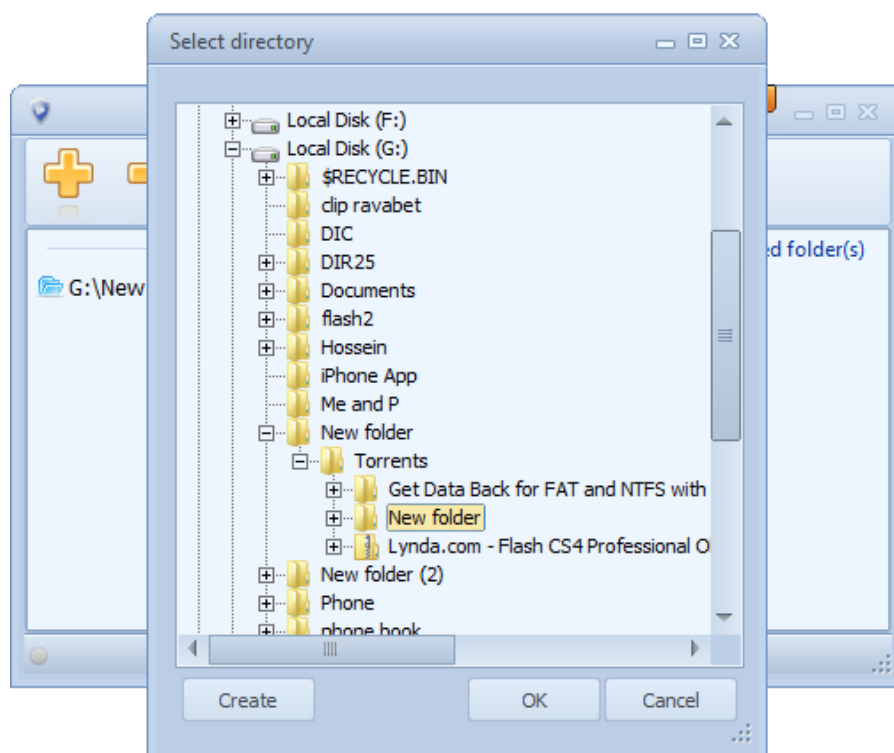 Select directory
Local Disk (F:)
Local Disk (G:)
$RECYCLE.BIN
clip ravabet
DIC
DIR25
Documents
flash2
Hossein
iPhone App
Me and P
New folder
Torrents
Get Data Back for FAT and NTFS with
New folder
Lynda.com - Flash CS4 Professional O
New folder (2)
Phone
phone book
Create
OK
Cancel
ed folder(s)
G:\New